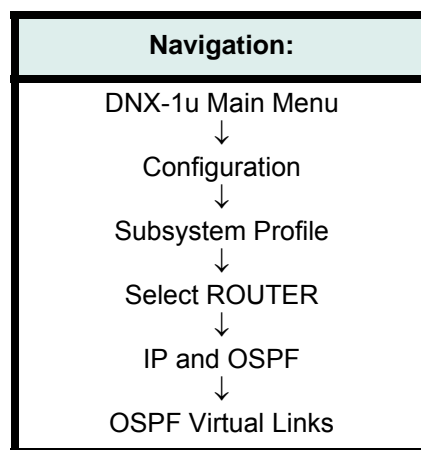 Navigation:
DNX-1u Main Menu
↓
Configuration
↓
Subsystem Profile
↓
Select ROUTER
↓
IP and OSPF
↓
OSPF Virtual Links